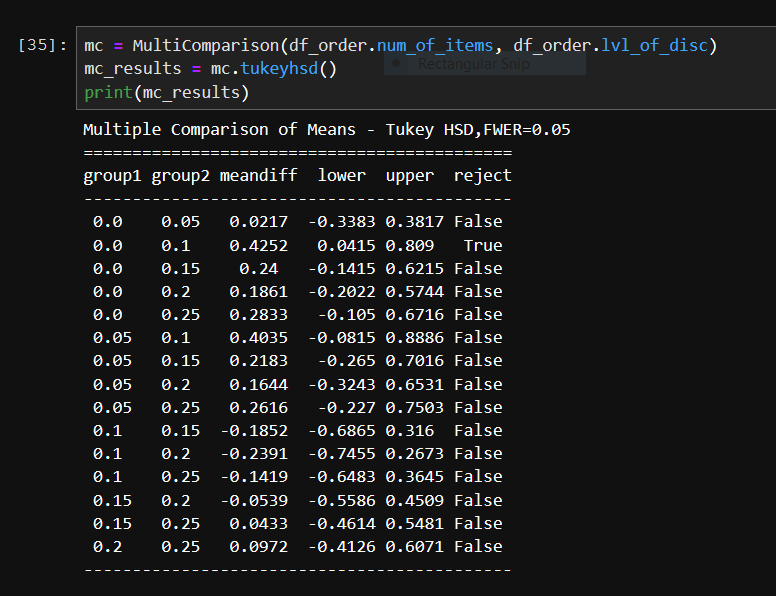 [35]: mc = MultiComparison(df_order.num_of_items, df_order.lvl_of_disc)
mc_results = mc.tukeyhsd()
Rectangular Snip
print(mc_results)
Multiple Comparison of Means - Tukey HSD,FWER=0.05
============================================
group1 group2 meandiff  lower  upper  reject
--------------------------------------------
 0.0    0.05   0.0217  -0.3383 0.3817 False
 0.0    0.1    0.4252   0.0415 0.809   True
 0.0    0.15    0.24   -0.1415 0.6215 False
 0.0    0.2    0.1861  -0.2022 0.5744 False
 0.0    0.25   0.2833   -0.105 0.6716 False
 0.05   0.1    0.4035  -0.0815 0.8886 False
 0.05   0.15   0.2183   -0.265 0.7016 False
 0.05   0.2    0.1644  -0.3243 0.6531 False
 0.05   0.25   0.2616   -0.227 0.7503 False
 0.1    0.15  -0.1852  -0.6865 0.316  False
 0.1    0.2   -0.2391  -0.7455 0.2673 False
 0.1    0.25  -0.1419  -0.6483 0.3645 False
 0.15   0.2   -0.0539  -0.5586 0.4509 False
 0.15   0.25   0.0433  -0.4614 0.5481 False
 0.2    0.25   0.0972  -0.4126 0.6071 False
--------------------------------------------